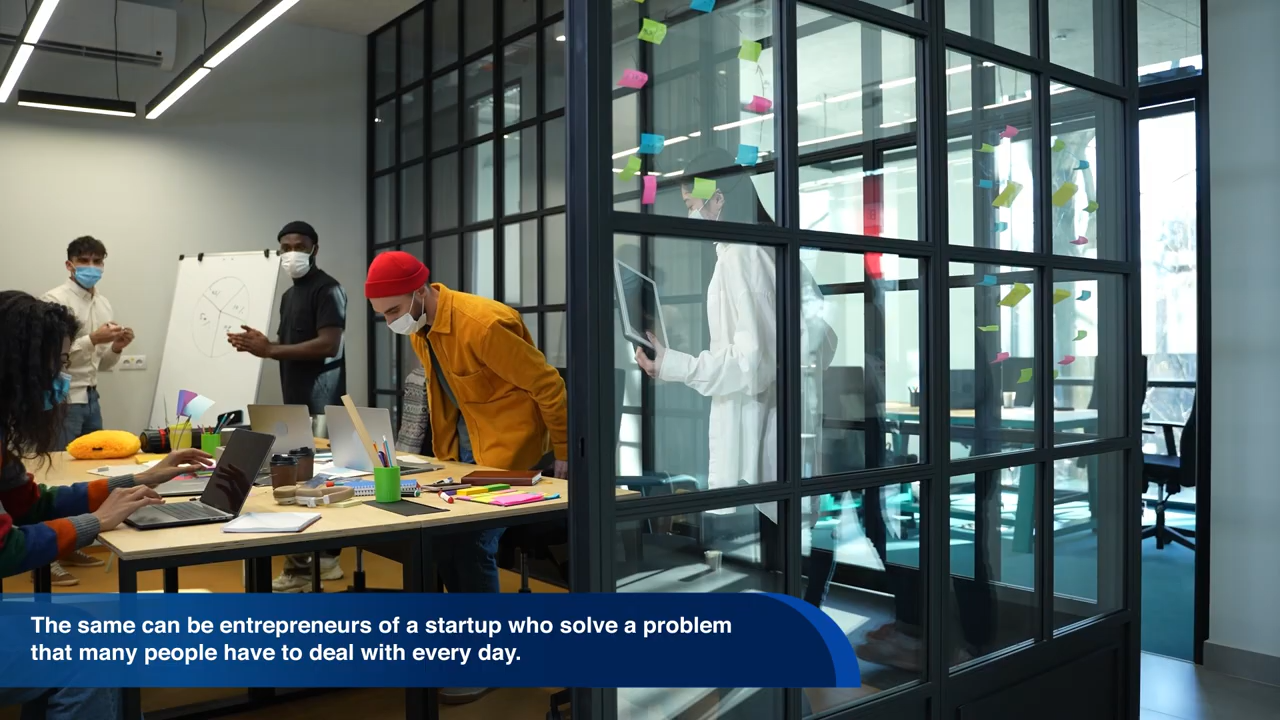 The same can be entrepreneurs of a startup who solve a problem
that many people have to deal with every day.